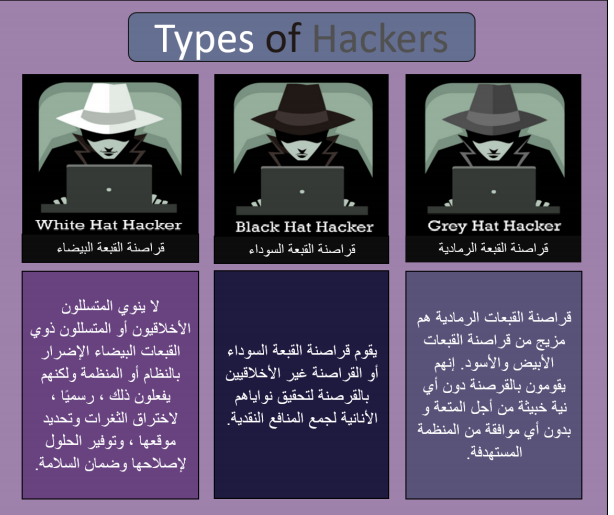 Types of Hackers
White Hat Hacker
قراصنة القبعة البيضاء
لا ينوي المتسللون
الأخلاقيون أو المتسللون ذوي
القبعات البيضاء الإضرار
بالنظام أو المنظمة ولكنهم
يفعلون ذلك ، رسميًا ،
لاختراق الثغرات وتحديد
موقعها ، وتوفير الحلول
لإصلاحها وضمان السلامة.
Black Hat Hacker
قراصنة القبعة السوداء
يقوم قراصنة القبعة السوداء
أو القراصنة غير الأخلاقيين
بالقرصنة لتحقيق نواياهم
الأنانية لجمع المنافع النقدية.
Grey Hat Hacker
قراصنة القبعة الرمادية
قراصنة القبعات الرمادية هم
مزيج من قراصنة القبعات
الأبيض والأسود. إنهم
يقومون بالقرصنة دون أي
نية خبيثة من أجل المتعة و
بدون أي موافقة من المنظمة
المستهدفة.